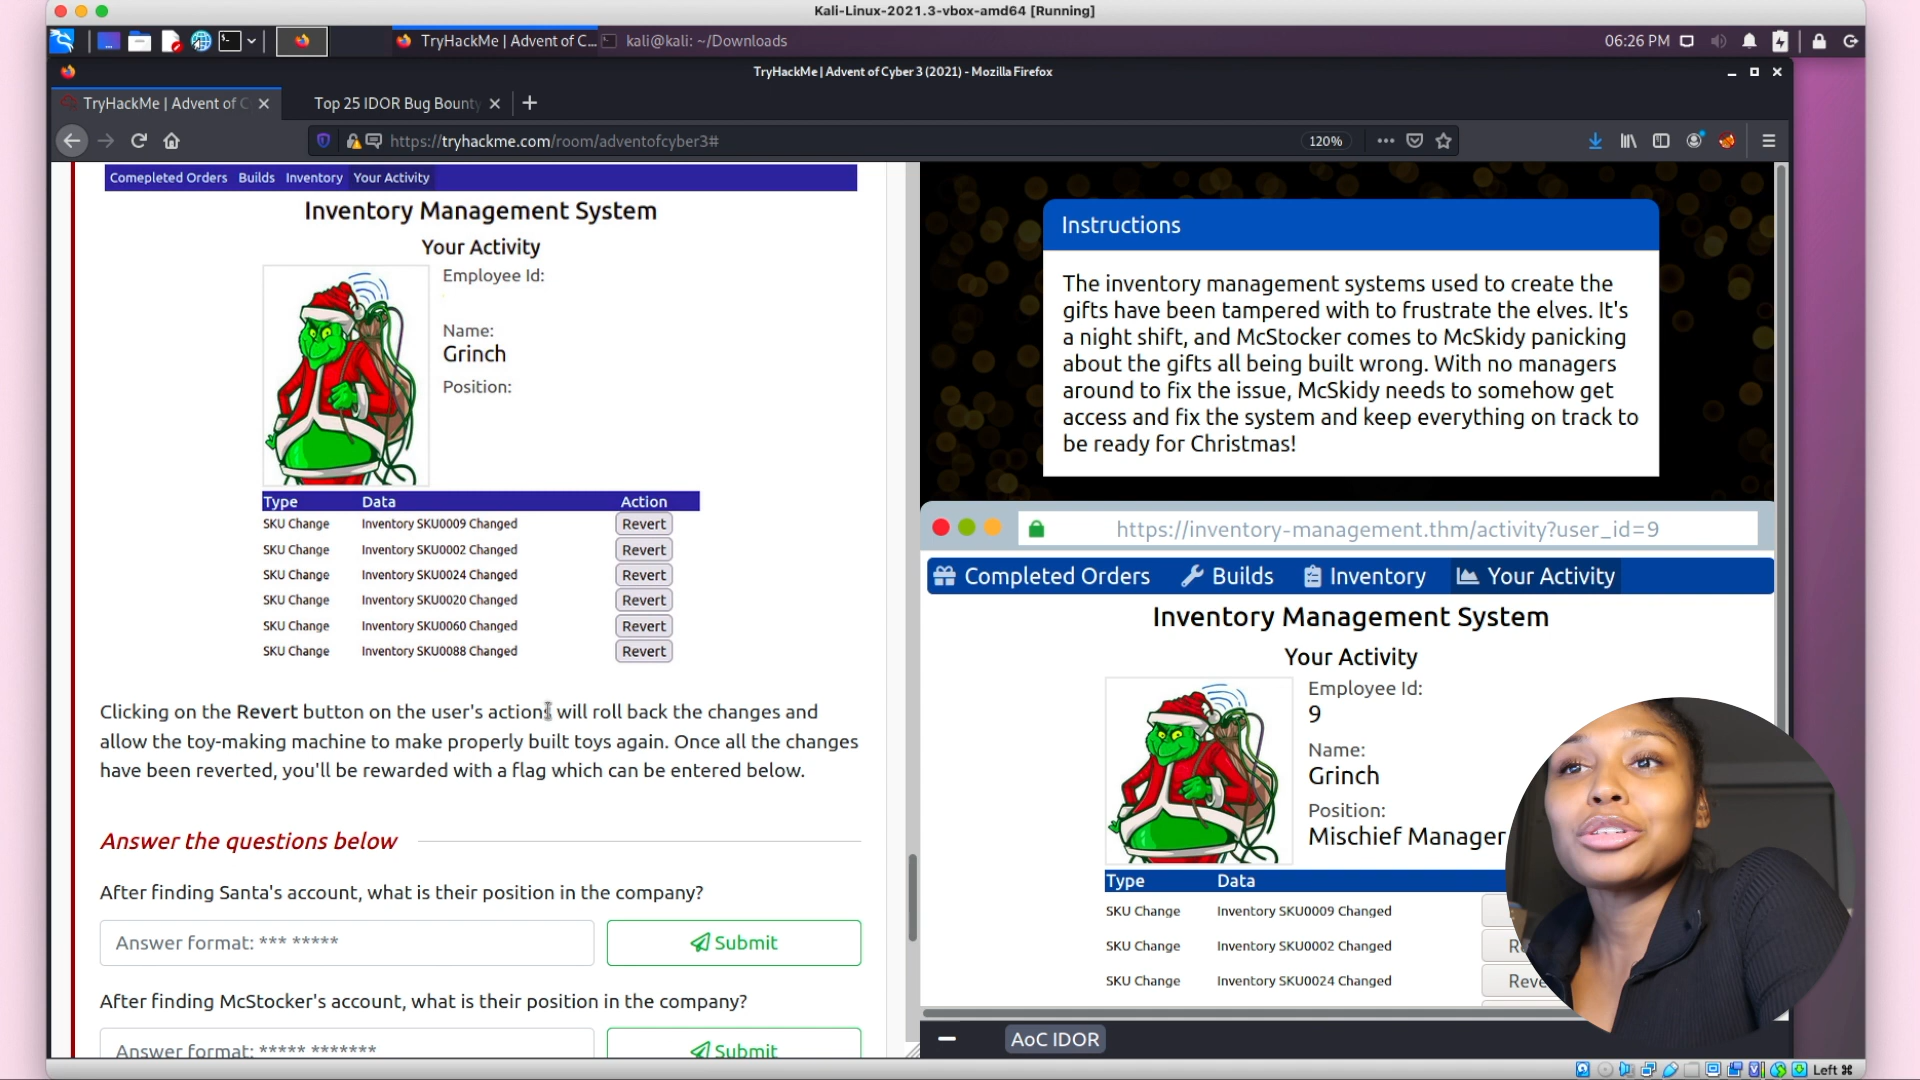 Kali-Linux-2021.3-vbox-amd64 [Running]
TryHackMe | Advent of C...
kali@kali: ~/Downloads
06:26 PM
TryHackMe | Advent of Cyber 3 (2021) - Mozilla Firefox
TryHackMe | Advent of C
Top 25 IDOR Bug Bounty
https://tryhackme.com/room/adventofcyber3#
120%
Comepleted Orders Builds Inventory Your Activity
Inventory Management System
Your Activity
Employee Id:
Name:
Grinch
Position:
Type Data Action
SKU Change Inventory SKU0009 Changed Revert
SKU Change Inventory SKU0002 Changed Revert
SKU Change Inventory SKU0024 Changed Revert
SKU Change Inventory SKU0020 Changed Revert
SKU Change Inventory SKU0060 Changed Revert
SKU Change Inventory SKU0088 Changed Revert
Clicking on the Revert button on the user's actions will roll back the changes and
allow the toy-making machine to make properly built toys again. Once all the changes
have been reverted, you'll be rewarded with a flag which can be entered below.
Answer the questions below
After finding Santa's account, what is their position in the company?
Answer format: *** *****
Submit
After finding McStocker's account, what is their position in the company?
Answer format: ***** *******
Submit
Instructions
The inventory management systems used to create the
gifts have been tampered with to frustrate the elves. It's
a night shift, and McStocker comes to McSkidy panicking
about the gifts all being built wrong. With no managers
around to fix the issue, McSkidy needs to somehow get
access and fix the system and keep everything on track to
be ready for Christmas!
https://inventory-management.thm/activity?user_id=9
Completed Orders Builds Inventory Your Activity
Inventory Management System
Your Activity
Employee Id:
9
Name:
Grinch
Position:
Mischief Manager
Type Data
SKU Change Inventory SKU0009 Changed
SKU Change Inventory SKU0002 Changed
SKU Change Inventory SKU0024 Changed
AoC IDOR
Left ⌘